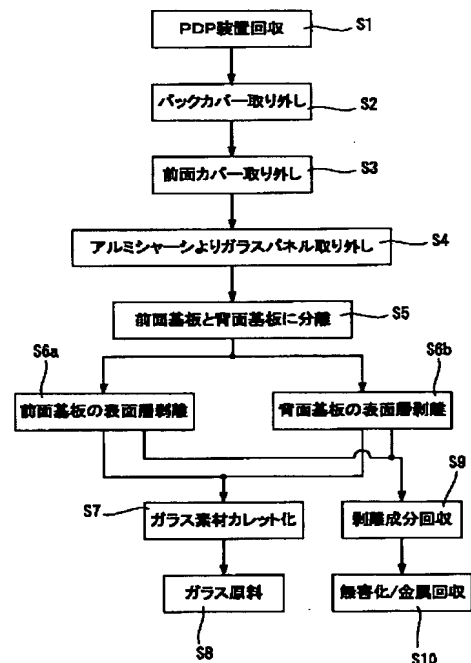 PDP装置回収
S1
バックカバー取り外し
S2
前面カバー取り外し
S3
アルミシャーシよりガラスパネル取り外し
S4
前面基板と背面基板に分離
S5
S6a
S6b
前面基板の表面層剥離
背面基板の表面層剥離
S9
S7
ガラス素材カレット化
剥離成分回収
ガラス原料
無害化/金属回収
S8
S10